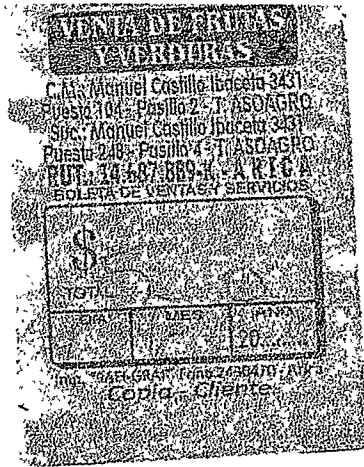 VENTA DE FRUTAS
Y VERDURAS
C.M.: Manuel Castillo Ibaceta 3431
Puesto 104 - Pasillo 2 - T. ASOAGRO
Suc.: Manuel Castillo Ibaceta 3431
Puesto 248 - Pasillo 4 - T. ASOAGRO
RUT.: 14.687.889-K - ARICA
BOLETA DE VENTAS Y SERVICIOS
$
TOTAL
DIA MES AÑO
20
Copia - Cliente